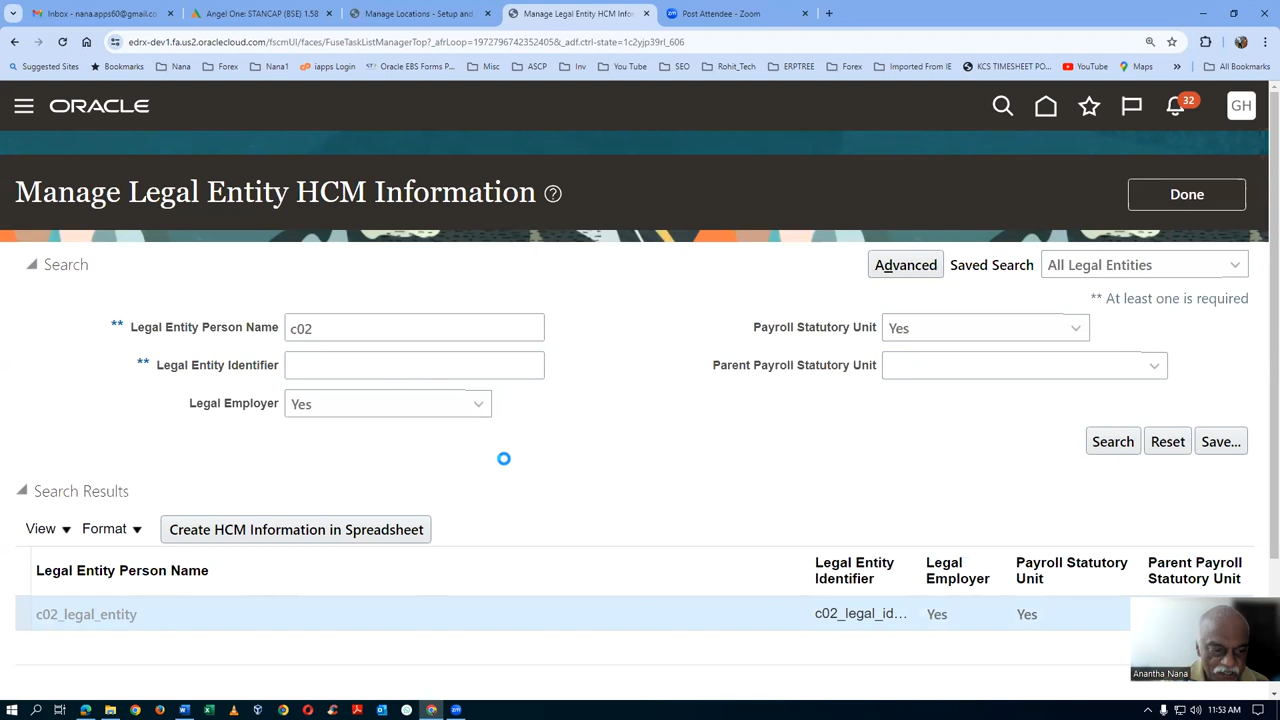 Inbox - nana.apps60@gmail.co
Angel One: STANCAP (BSE) 1.58
Manage Locations - Setup and
Manage Legal Entity HCM Infor
Post Attendee - Zoom
edrx-dev1.fa.us2.oraclecloud.com/fscmUI/faces/FuseTaskListManagerTop?_afrLoop=1972796742352405&_adf.ctrl-state=1c2yjp39rl_606
Suggested Sites
Bookmarks
Nana
Forex
Nana1
iapps Login
Oracle EBS Forms P...
Misc
ASCP
Inv
You Tube
SEO
Rohit_Tech
ERPTREE
Forex
Imported From IE
KCS TIMESHEET PO...
YouTube
Maps
All Bookmarks
ORACLE
32
GH
Manage Legal Entity HCM Information
Done
Search
Advanced
Saved Search
All Legal Entities
** At least one is required
** Legal Entity Person Name
c02
Payroll Statutory Unit
Yes
** Legal Entity Identifier
Parent Payroll Statutory Unit
Legal Employer
Yes
Search
Reset
Save...
Search Results
View
Format
Create HCM Information in Spreadsheet
Legal Entity Person Name
Legal Entity Identifier
Legal Employer
Payroll Statutory Unit
Parent Payroll Statutory Unit
c02_legal_entity
c02_legal_id...
Yes
Yes
Anantha Nana
11:53 AM